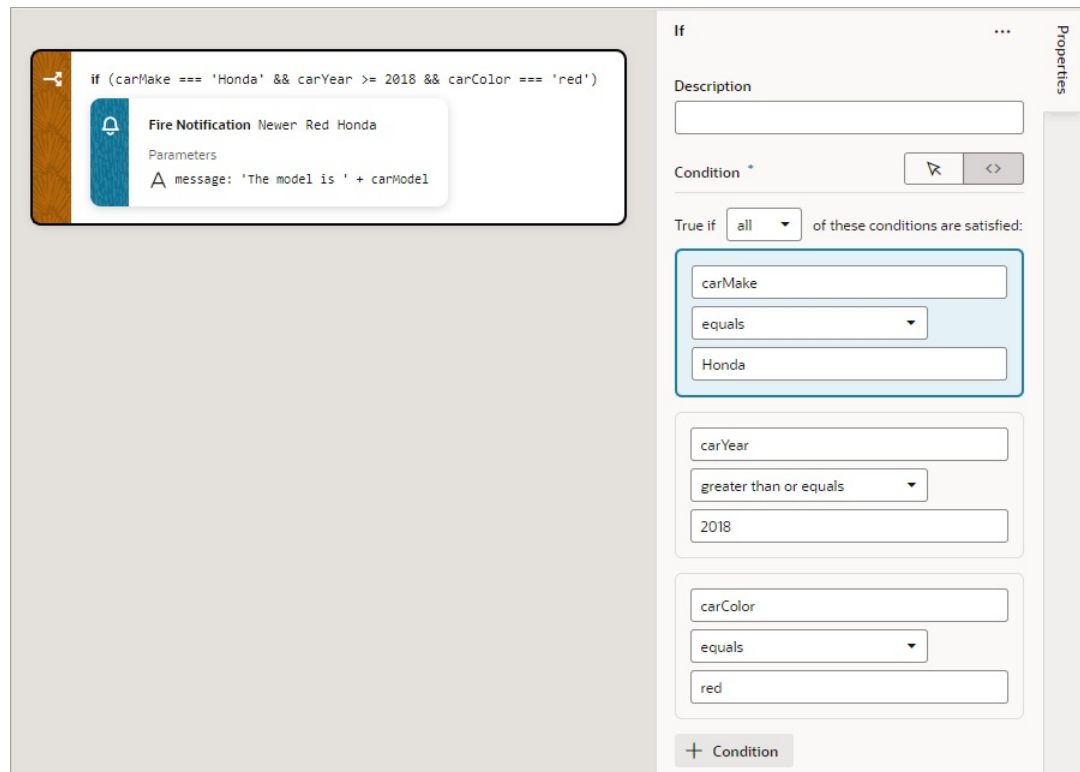 if (carMake === 'Honda' && carYear >= 2018 && carColor === 'red')
Fire Notification Newer Red Honda
Parameters
A message: 'The model is ' + carModel
If
...
Properties
Description
Condition *
<>
True if all of these conditions are satisfied:
carMake
equals
Honda
carYear
greater than or equals
2018
carColor
equals
red
+ Condition